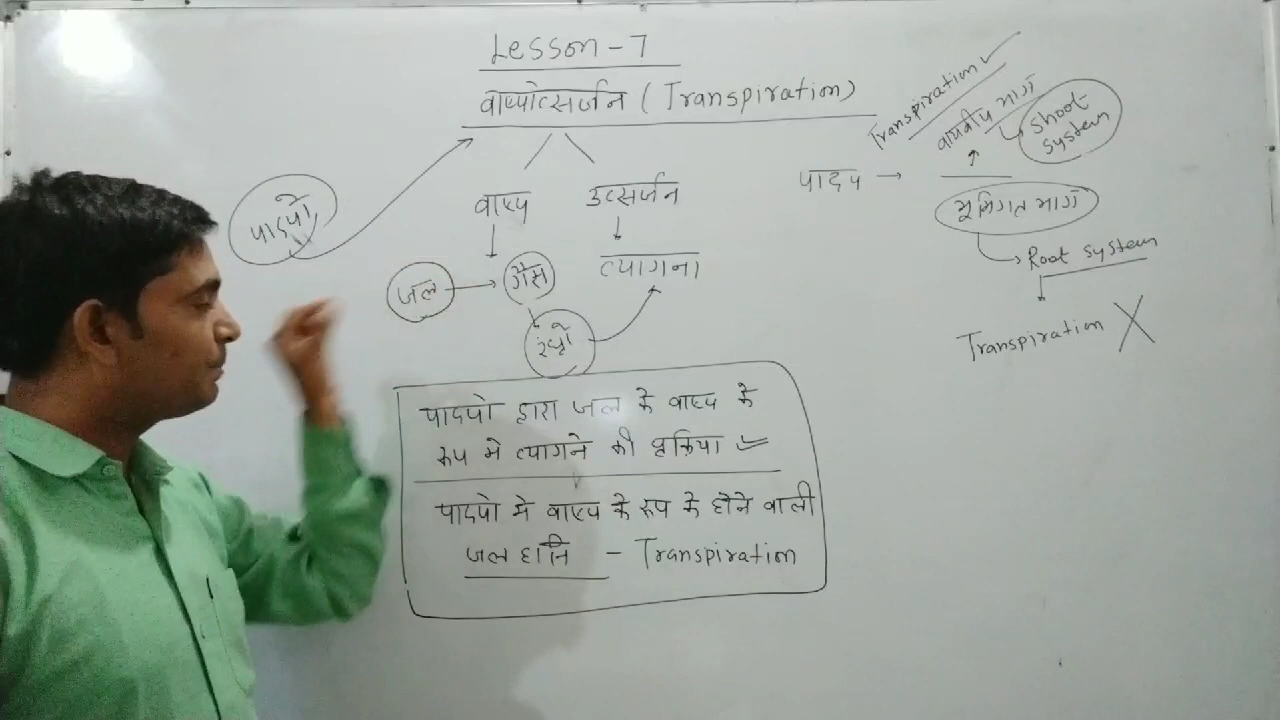 Lesson - 7
वाष्पोत्सर्जन (Transpiration)
पादपो
वाष्प
उत्सर्जन
जल
गैस
त्यागना
रंध्रो
पादपो द्वारा जल के वाष्प के
रूप मे त्यागने की प्रक्रिया
पादपो मे वाष्प के रूप के होने वाली
जल हानि - Transpiration
Transpiration ✓
वायवीय भाग
Shoot
System
पादप →
भूमिगत भाग
Root System
Transpiration X